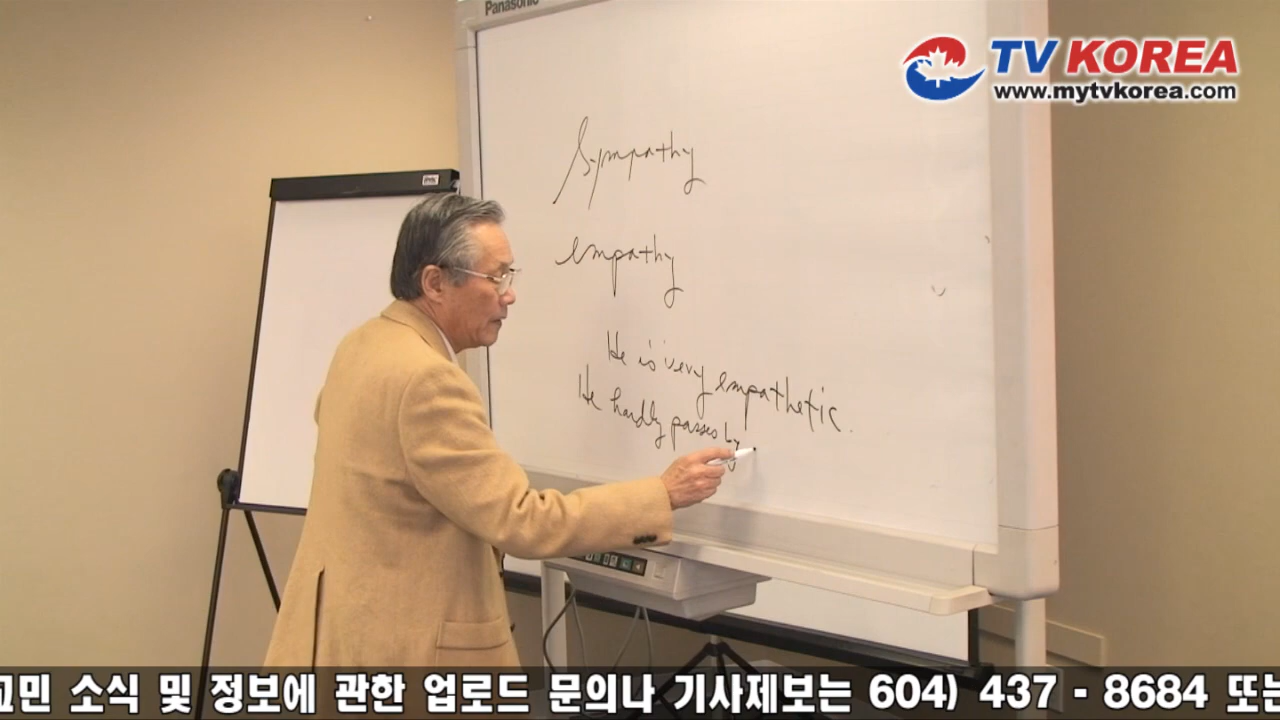 Panasonic
TV KOREA
www.mytvkorea.com
Sympathy
empathy
He is very empathetic.
He hardly passes by
교민 소식 및 정보에 관한 업로드 문의나 기사제보는 604) 437 - 8684 또는